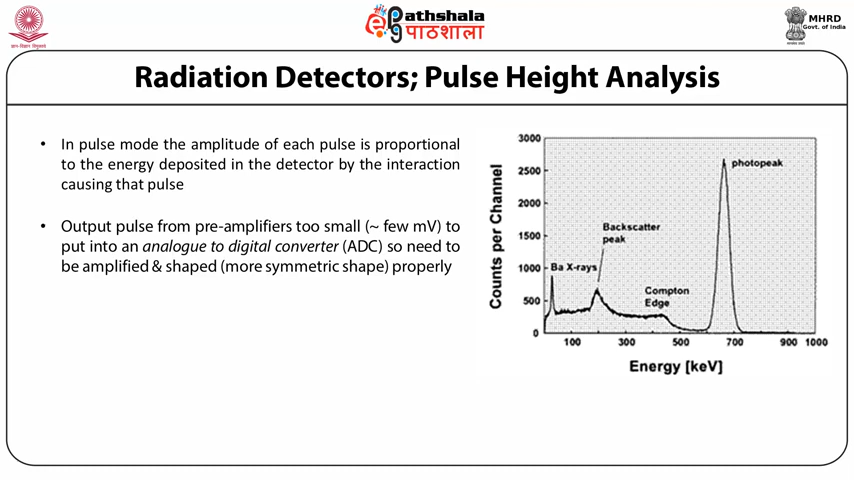 Pathshala
पाठशाला
MHRD
Govt. of India
Radiation Detectors; Pulse Height Analysis
• In pulse mode the amplitude of each pulse is proportional
to the energy deposited in the detector by the interaction
causing that pulse
• Output pulse from pre-amplifiers too small (~ few mV) to
put into an analogue to digital converter (ADC) so need to
be amplified & shaped (more symmetric shape) properly
Counts per Channel
3000
2500
2000
1500
1000
500
0
photopeak
Backscatter
peak
Ba X-rays
Compton
Edge
100 300 500 700 900 1000
Energy [keV]